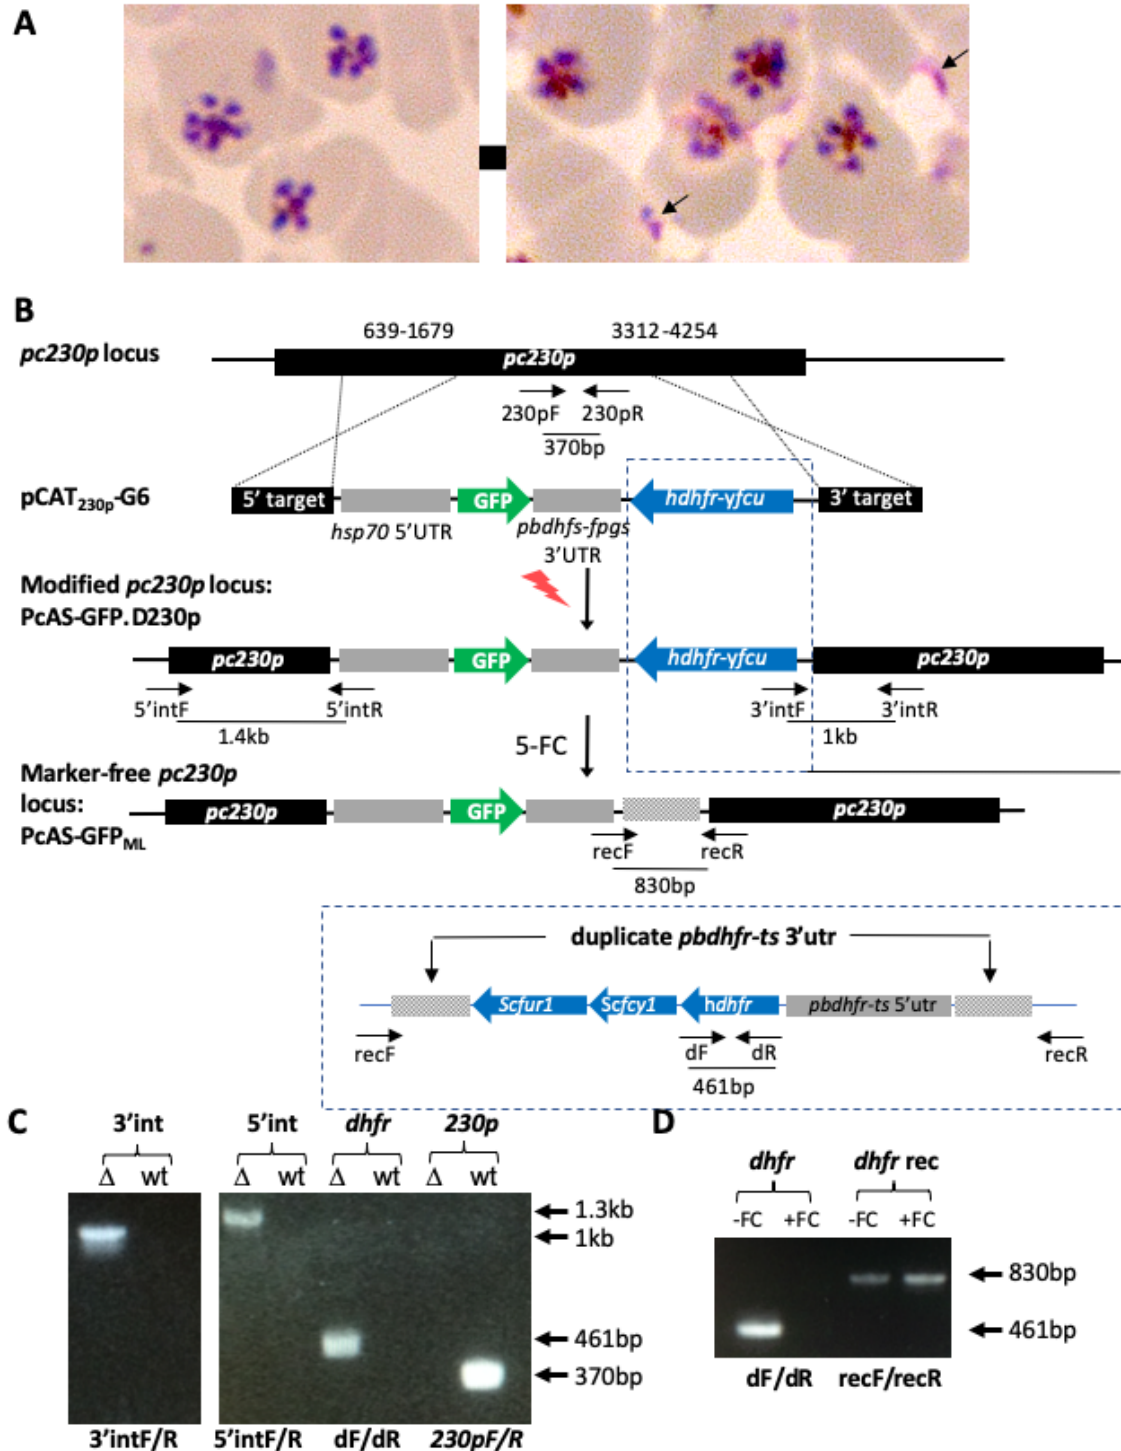 A
B
639-1679
3312-4254
pc230p locus
pc230p
230pF
230pR
370bp
pCAT230p-G6
5' target
GFP
hdhfr-yfcu
3' target
hsp70 5'UTR
pbdhfs-fpgs
3'UTR
Modified pc230p locus:
PcAS-GFP.D230p
pc230p
GFP
hdhfr-yfcu
pc230p
5'intF
5'intR
3'intF
3'intR
1.4kb
1kb
5-FC
Marker-free pc230p
locus:
PcAS-GFPML
pc230p
GFP
pc230p
recF
recR
830bp
duplicate pbdhfr-ts 3'utr
Scfur1
Scfcy1
hdhfr
pbdhfr-ts 5'utr
recF
dF
dR
recR
461bp
C
3'int
5'int
dhfr
230p
Δ wt
Δ wt
Δ wt
Δ wt
1.3kb
1kb
461bp
370bp
3'intF/R
5'intF/R
dF/dR
230pF/R
D
dhfr
dhfr rec
-FC +FC
-FC +FC
830bp
461bp
dF/dR
recF/recR